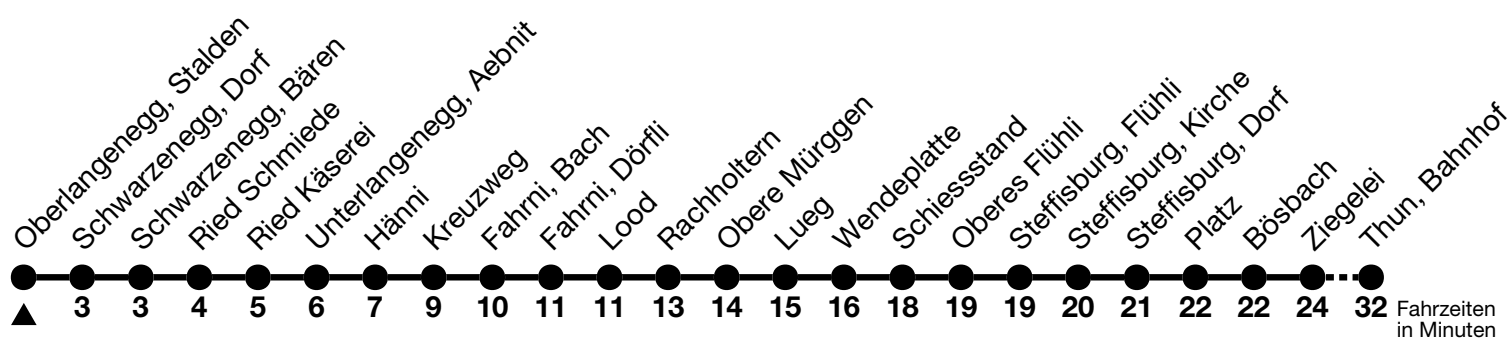 Oberlangenegg, Stalden
Schwarzenegg, Dorf
Schwarzenegg, Bären
Ried Schmiede
Ried Käserei
Unterlangenegg, Aebnit
Hänni
Kreuzweg
Fahrni, Bach
Fahrni, Dörfli
Lood
Rachholtern
Obere Mürggen
Lueg
Wendeplatte
Schiessstand
Oberes Flühli
Steffisburg, Flühli
Steffisburg, Kirche
Steffisburg, Dorf
Platz
Bösbach
Ziegelei
Thun, Bahnhof
3 3 4 5 6 7 9 10 11 11 13 14 15 16 18 19 19 20 21 22 22 24 32
Fahrzeiten
in Minuten